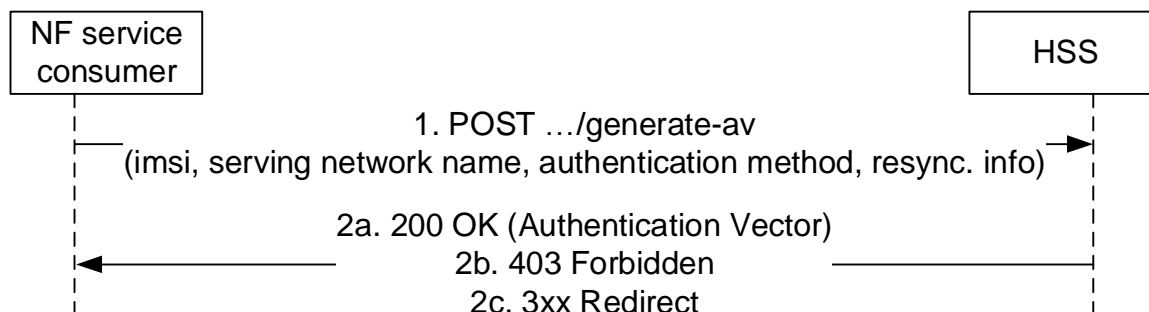 NF service
consumer
HSS
1. POST …/generate-av
(imsi, serving network name, authentication method, resync. info)
2a. 200 OK (Authentication Vector)
2b. 403 Forbidden
2c. 3xx Redirect